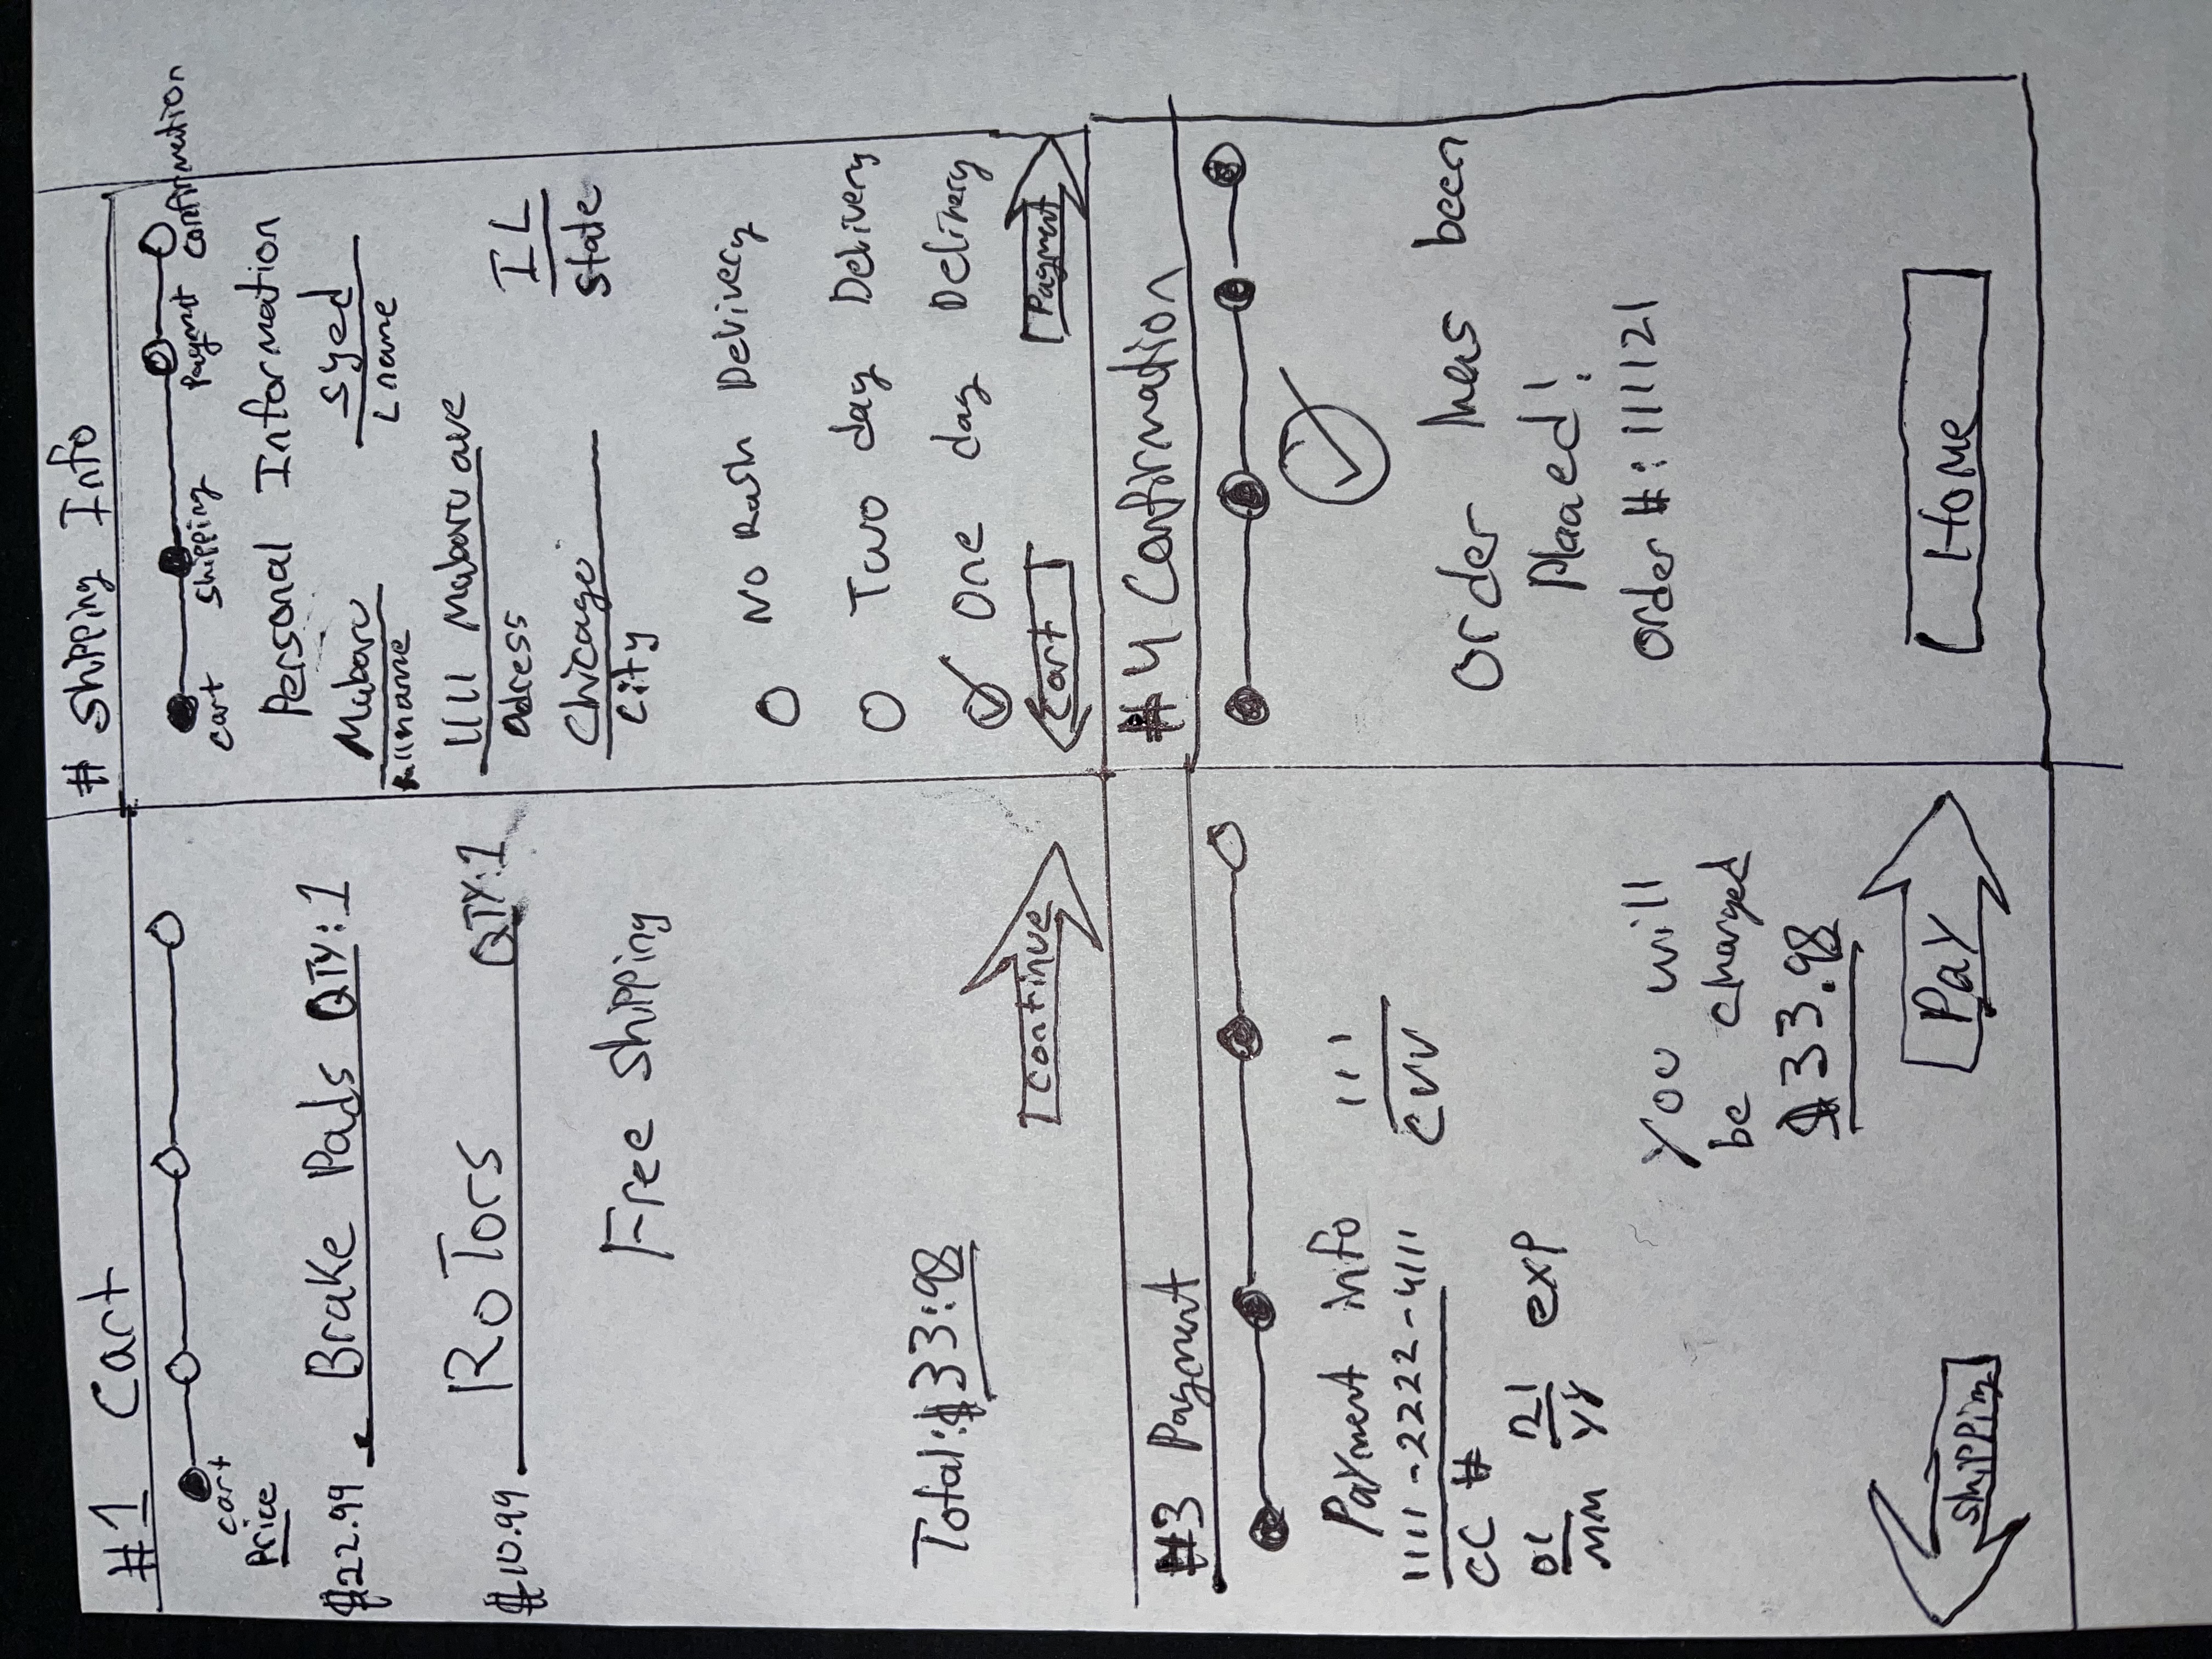 #1 Cart
cart
Price
$22.99 Brake Pads QTY:1
$10.99 RoTors QTY:1
Free shipping
Total:$33:98
continue
# Shipping Info
cart shipping Payment confirmation
Personal Information
Mubaru syed
Lname
1111 Mubaru ave
Adress
IL
Chicago state
city
No Rush Delivery
Two day Delivery
One day Delivery
Cart Payment
#3 Payment
Payment info 111
1111-2222-4111 CVV
CC #
01 21 exp
MM YY
You will
be charged
$33.98
shipping Pay
#4 Confirmation
Order has been
Plaaed!
Order #: 111121
Home